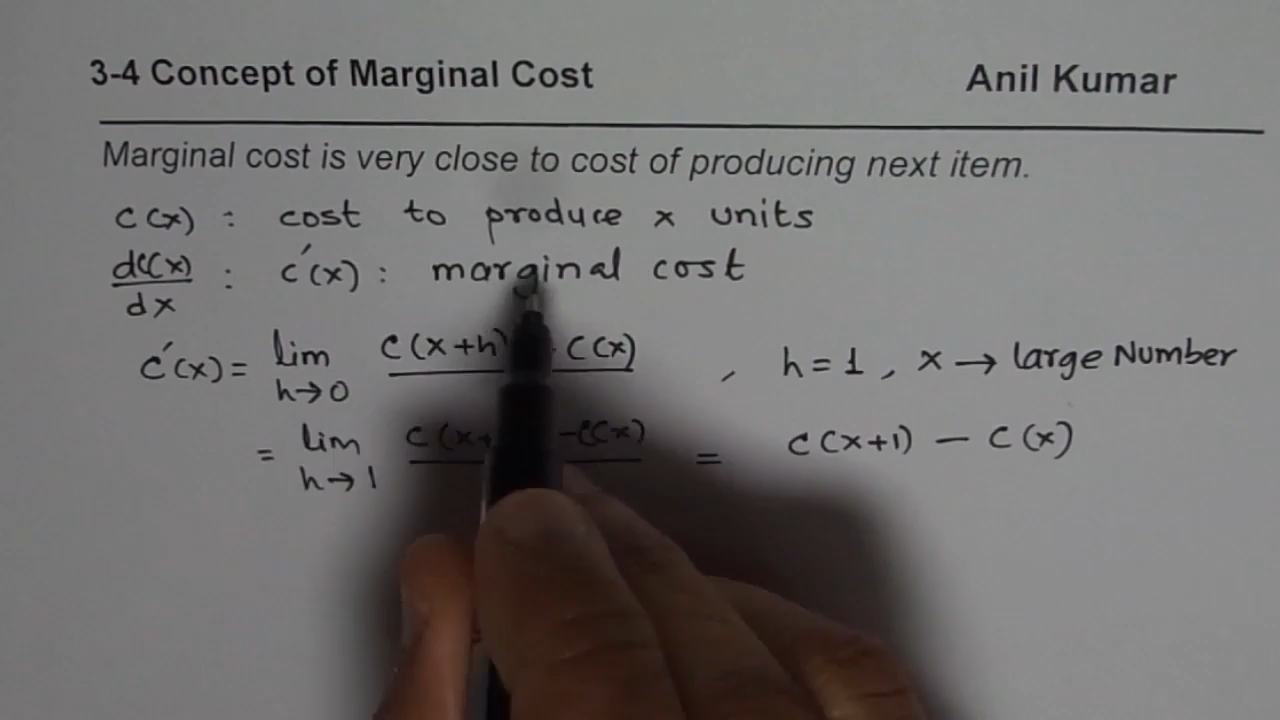 3-4 Concept of Marginal Cost Anil Kumar
Marginal cost is very close to cost of producing next item.
C(x) : cost to produce x units
dC(x)/dx : C'(x) : marginal cost
C'(x) = lim h→0 C(x+h) - C(x) , h = 1 , x → large Number
= lim h→1 C(x+ - C(x) = C(x+1) - C(x)